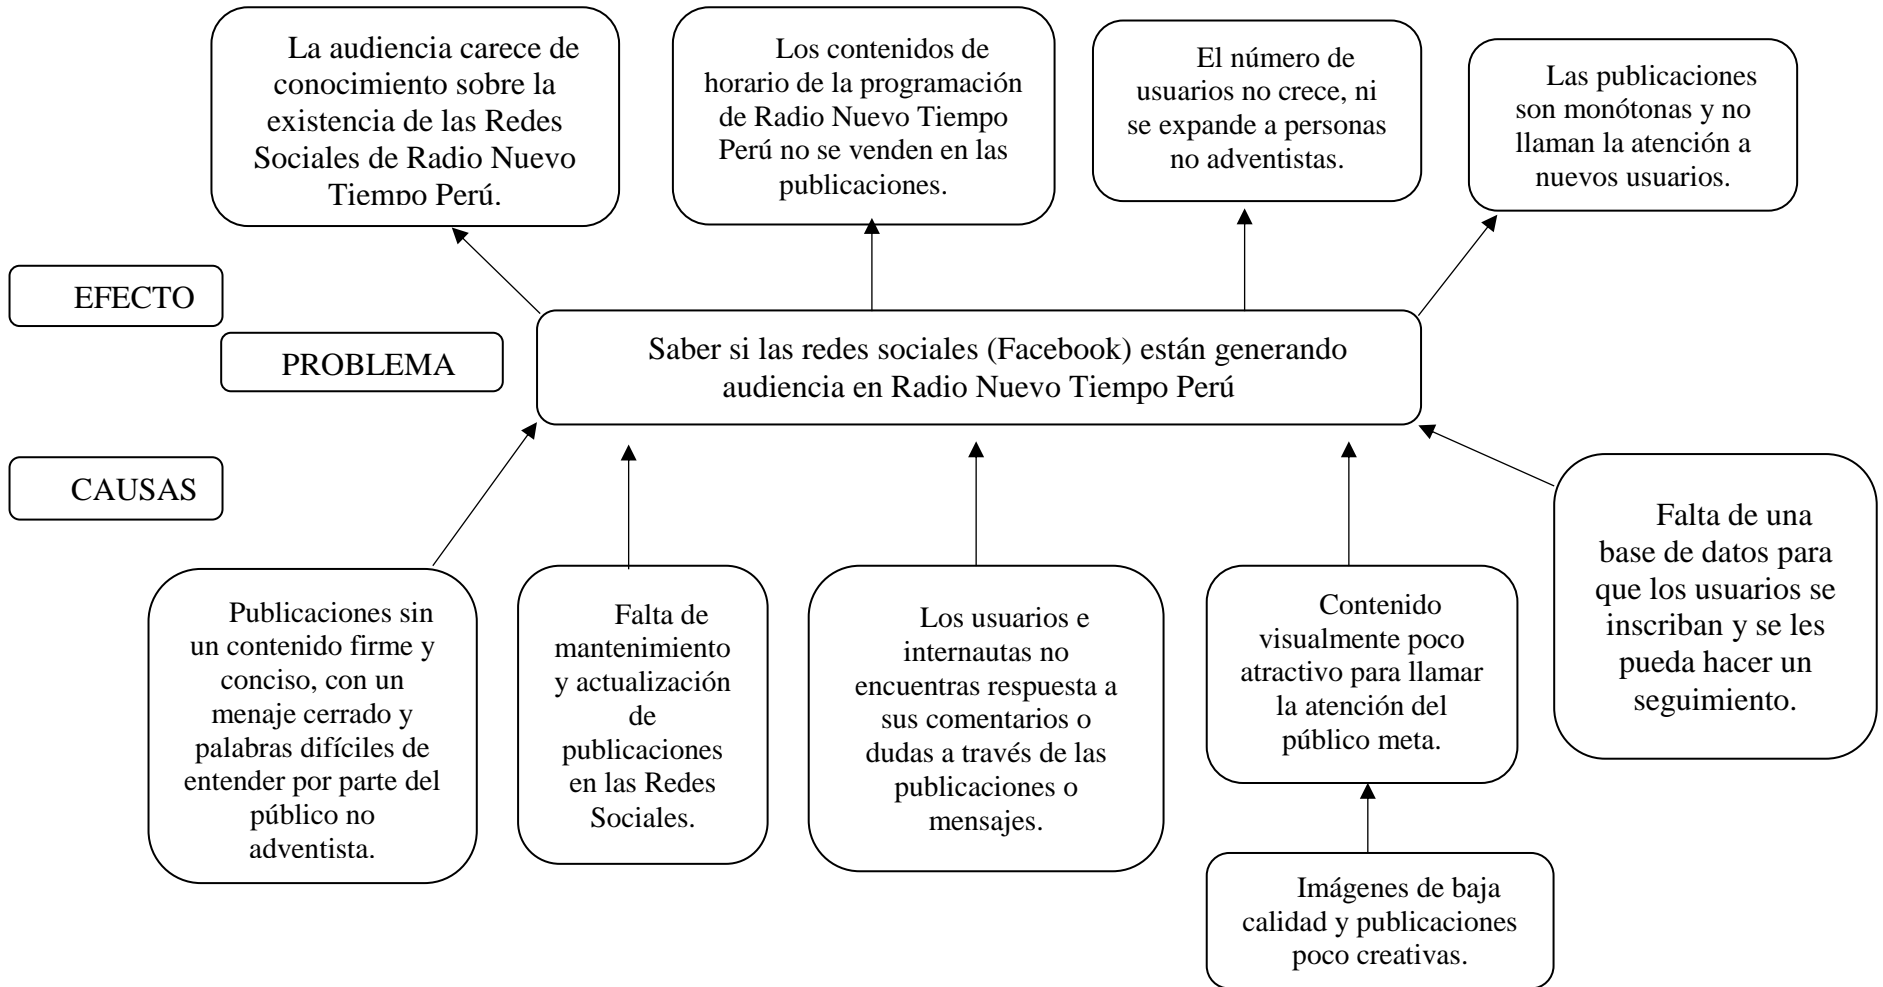 La audiencia carece de
conocimiento sobre la
existencia de las Redes
Sociales de Radio Nuevo
Tiempo Perú.
Los contenidos de
horario de la programación
de Radio Nuevo Tiempo
Perú no se venden en las
publicaciones.
El número de
usuarios no crece, ni
se expande a personas
no adventistas.
Las publicaciones
son monótonas y no
llaman la atención a
nuevos usuarios.
EFECTO
PROBLEMA
Saber si las redes sociales (Facebook) están generando
audiencia en Radio Nuevo Tiempo Perú
CAUSAS
Publicaciones sin
un contenido firme y
conciso, con un
menaje cerrado y
palabras difíciles de
entender por parte del
público no
adventista.
Falta de
mantenimiento
y actualización
de
publicaciones
en las Redes
Sociales.
Los usuarios e
internautas no
encuentras respuesta a
sus comentarios o
dudas a través de las
publicaciones o
mensajes.
Contenido
visualmente poco
atractivo para llamar
la atención del
público meta.
Falta de una
base de datos para
que los usuarios se
inscriban y se les
pueda hacer un
seguimiento.
Imágenes de baja
calidad y publicaciones
poco creativas.